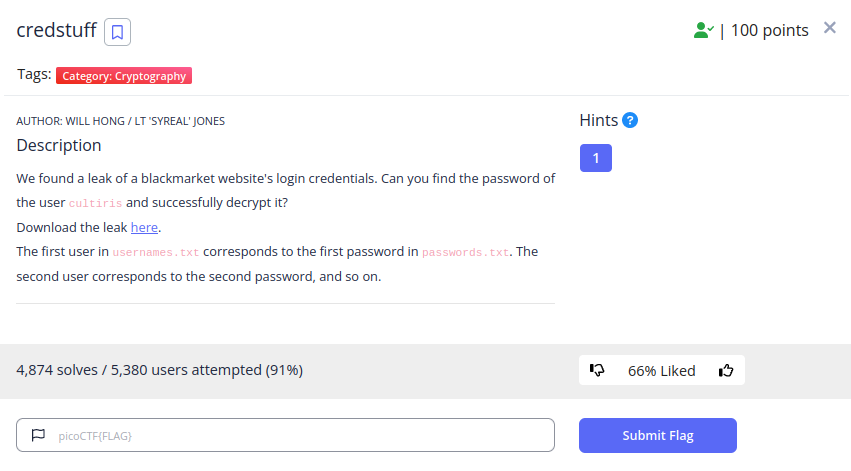 credstuff
| 100 points
Tags: Category: Cryptography
AUTHOR: WILL HONG / LT 'SYREAL' JONES
Description
We found a leak of a blackmarket website's login credentials. Can you find the password of
the user cultiris and successfully decrypt it?
Download the leak here.
The first user in usernames.txt corresponds to the first password in passwords.txt. The
second user corresponds to the second password, and so on.
Hints ?
1
4,874 solves / 5,380 users attempted (91%)
66% Liked
picoCTF{FLAG}
Submit Flag